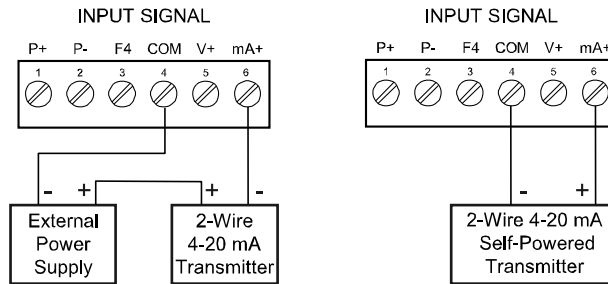 INPUT SIGNAL
P+ P- F4 COM V+ mA+
1 2 3 4 5 6
- + + -
External
Power
Supply
2-Wire
4-20 mA
Transmitter
INPUT SIGNAL
P+ P- F4 COM V+ mA+
1 2 3 4 5 6
- +
2-Wire 4-20 mA
Self-Powered
Transmitter